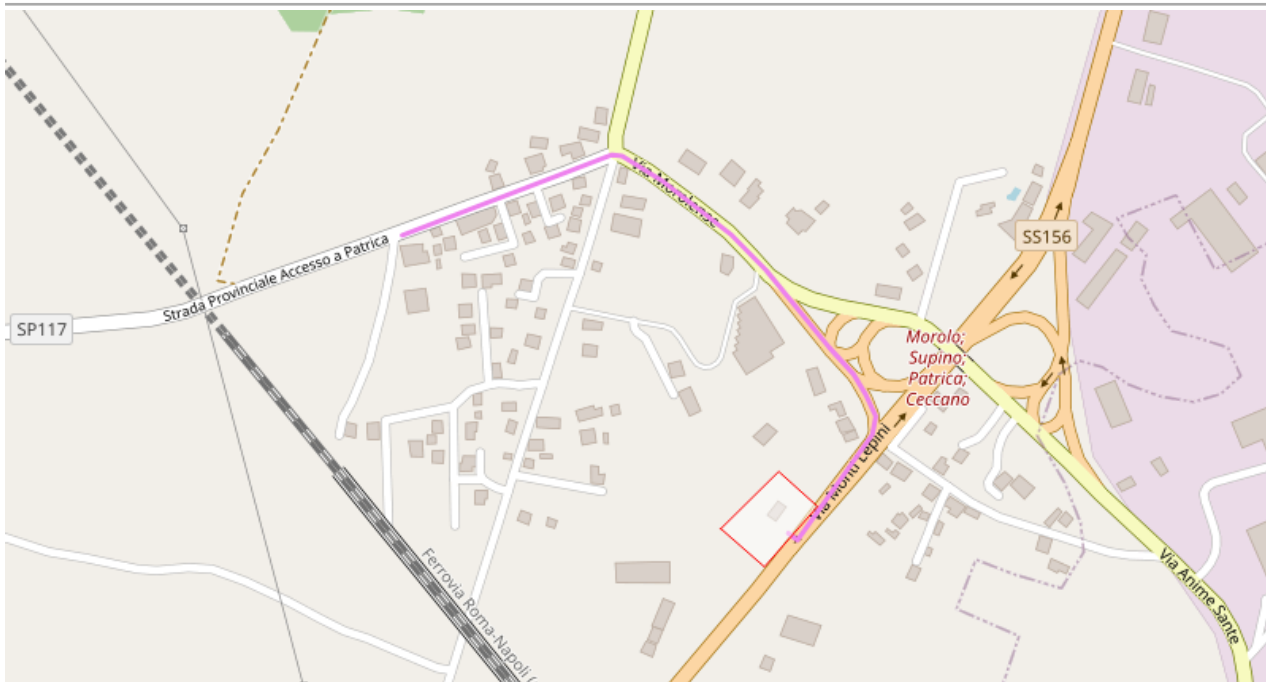 Via Morolense
SS156
Strada Provinciale Accesso a Patrica
SP117
Morolo;
Supino;
Patrica;
Ceccano
Via Monti Lepini
Ferrovia Roma-Napoli (
Via Anime Sante